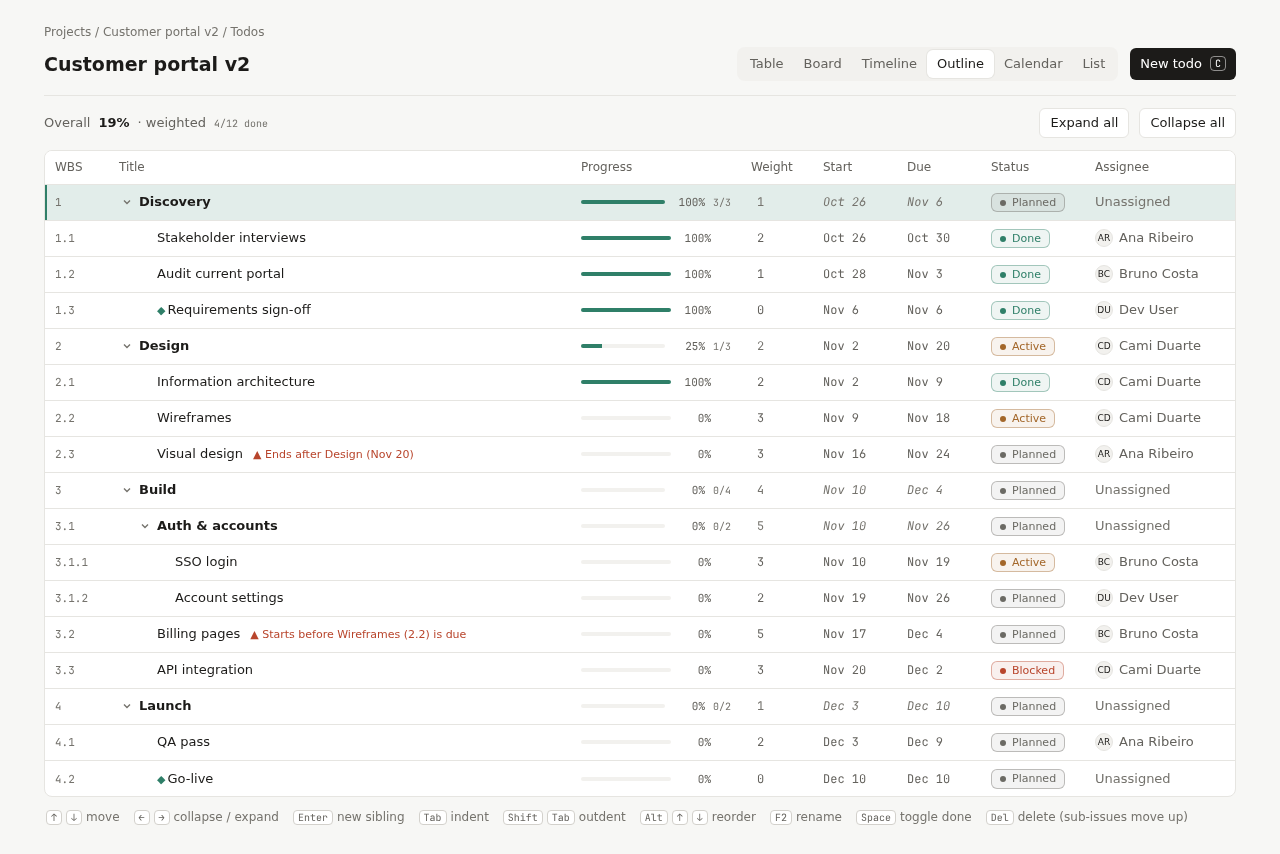 Projects / Customer portal v2 / Todos
Customer portal v2
Table Board Timeline Outline Calendar List New todo C
Overall 19% · weighted 4/12 done Expand all Collapse all
WBS Title Progress Weight Start Due Status Assignee
1 Discovery 100% 3/3 1 Oct 26 Nov 6 Planned Unassigned
1.1 Stakeholder interviews 100% 2 Oct 26 Oct 30 Done AR Ana Ribeiro
1.2 Audit current portal 100% 1 Oct 28 Nov 3 Done BC Bruno Costa
1.3 ◆ Requirements sign-off 100% 0 Nov 6 Nov 6 Done DU Dev User
2 Design 25% 1/3 2 Nov 2 Nov 20 Active CD Cami Duarte
2.1 Information architecture 100% 2 Nov 2 Nov 9 Done CD Cami Duarte
2.2 Wireframes 0% 3 Nov 9 Nov 18 Active CD Cami Duarte
2.3 Visual design ▲ Ends after Design (Nov 20) 0% 3 Nov 16 Nov 24 Planned AR Ana Ribeiro
3 Build 0% 0/4 4 Nov 10 Dec 4 Planned Unassigned
3.1 Auth & accounts 0% 0/2 5 Nov 10 Nov 26 Planned Unassigned
3.1.1 SSO login 0% 3 Nov 10 Nov 19 Active BC Bruno Costa
3.1.2 Account settings 0% 2 Nov 19 Nov 26 Planned DU Dev User
3.2 Billing pages ▲ Starts before Wireframes (2.2) is due 0% 5 Nov 17 Dec 4 Planned BC Bruno Costa
3.3 API integration 0% 3 Nov 20 Dec 2 Blocked CD Cami Duarte
4 Launch 0% 0/2 1 Dec 3 Dec 10 Planned Unassigned
4.1 QA pass 0% 2 Dec 3 Dec 9 Planned AR Ana Ribeiro
4.2 ◆ Go-live 0% 0 Dec 10 Dec 10 Planned Unassigned
↑ ↓ move ← → collapse / expand Enter new sibling Tab indent Shift Tab outdent Alt ↑ ↓ reorder F2 rename Space toggle done Del delete (sub-issues move up)